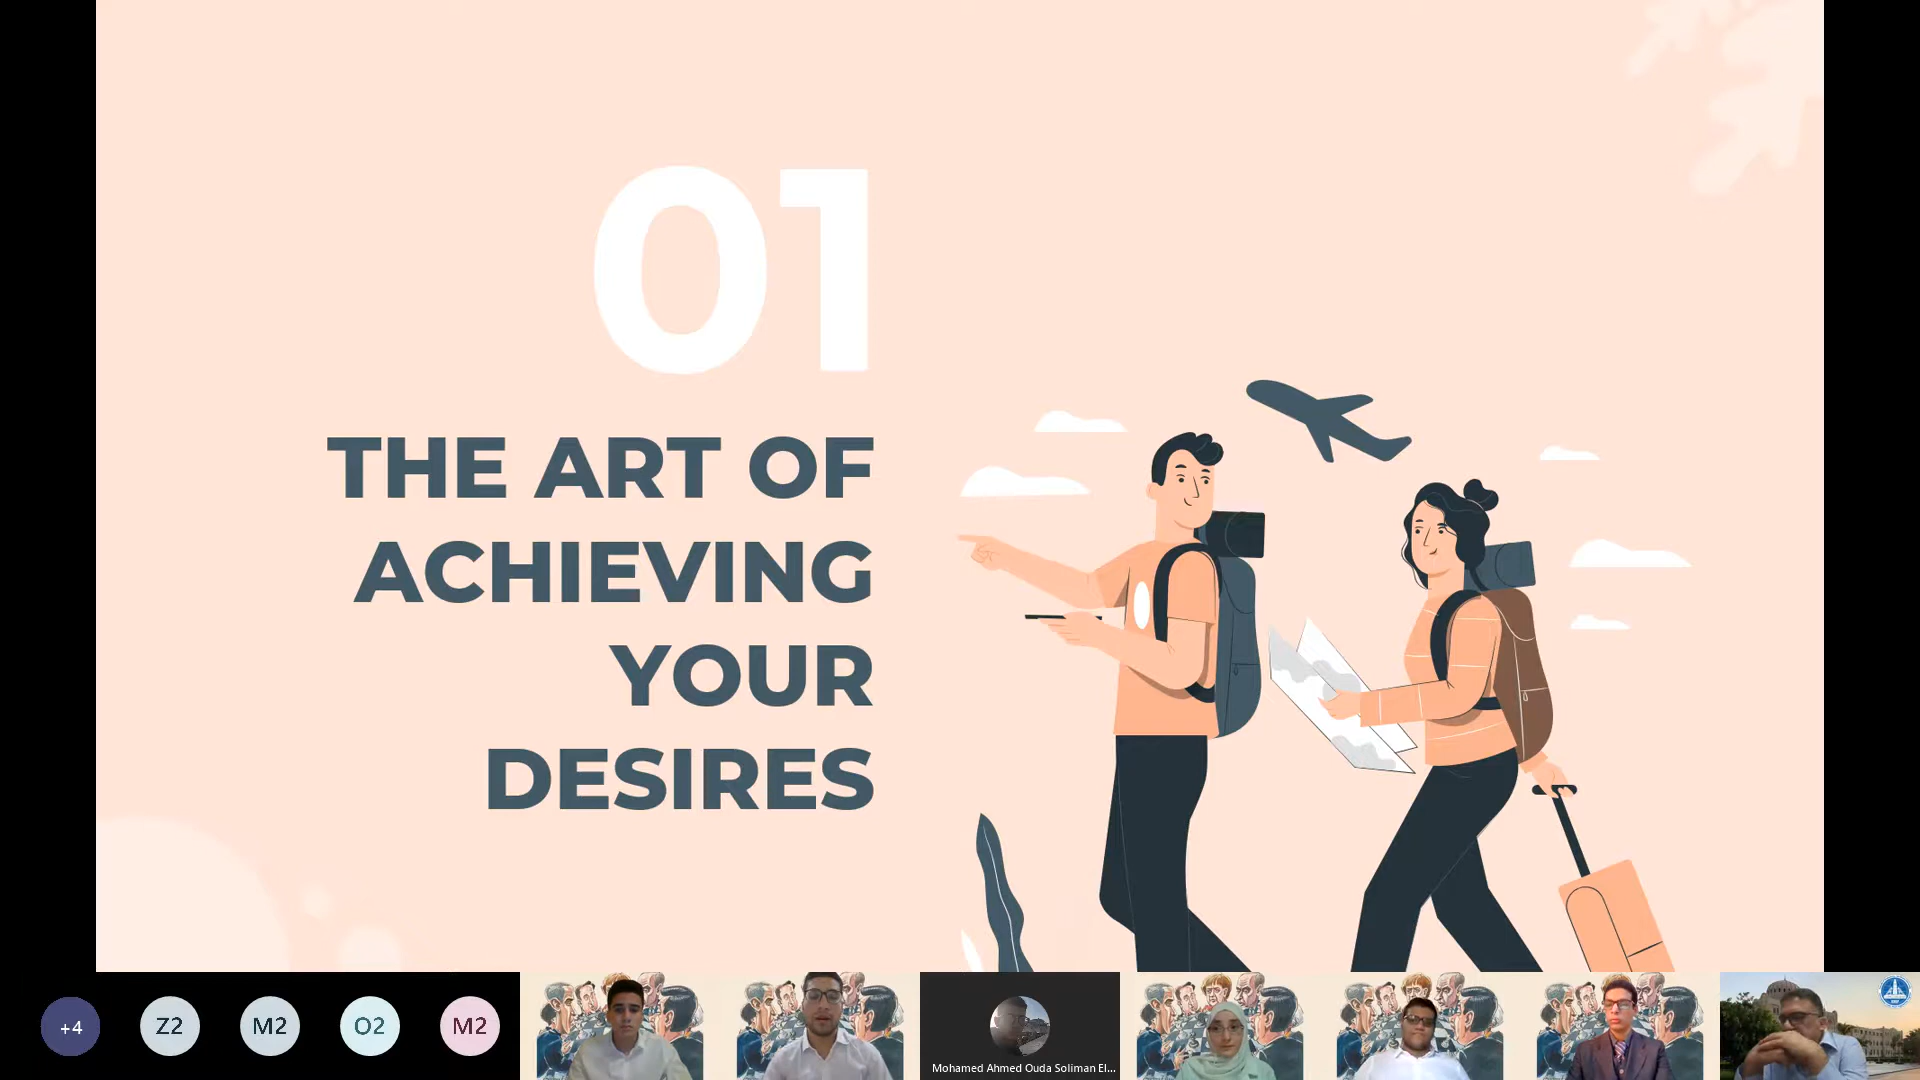 01
THE ART OF
ACHIEVING
YOUR
DESIRES
+4
Z2
M2
O2
M2
Mohamed Ahmed Ouda Soliman El...